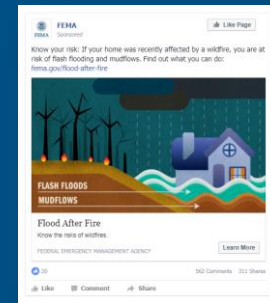 FEMA
Sponsored
Like Page
FEMA
Know your risk: If your home was recently affected by a wildfire, you are at
risk of flash flooding and mudflows. Find out what you can do:
fema.gov/flood-after-fire
FLASH FLOODS
MUDFLOWS
Flood After Fire
Know the risks of wildfires.
FEDERAL EMERGENCY MANAGEMENT AGENCY
Learn More
562 Comments 311 Shares
Like Comment Share